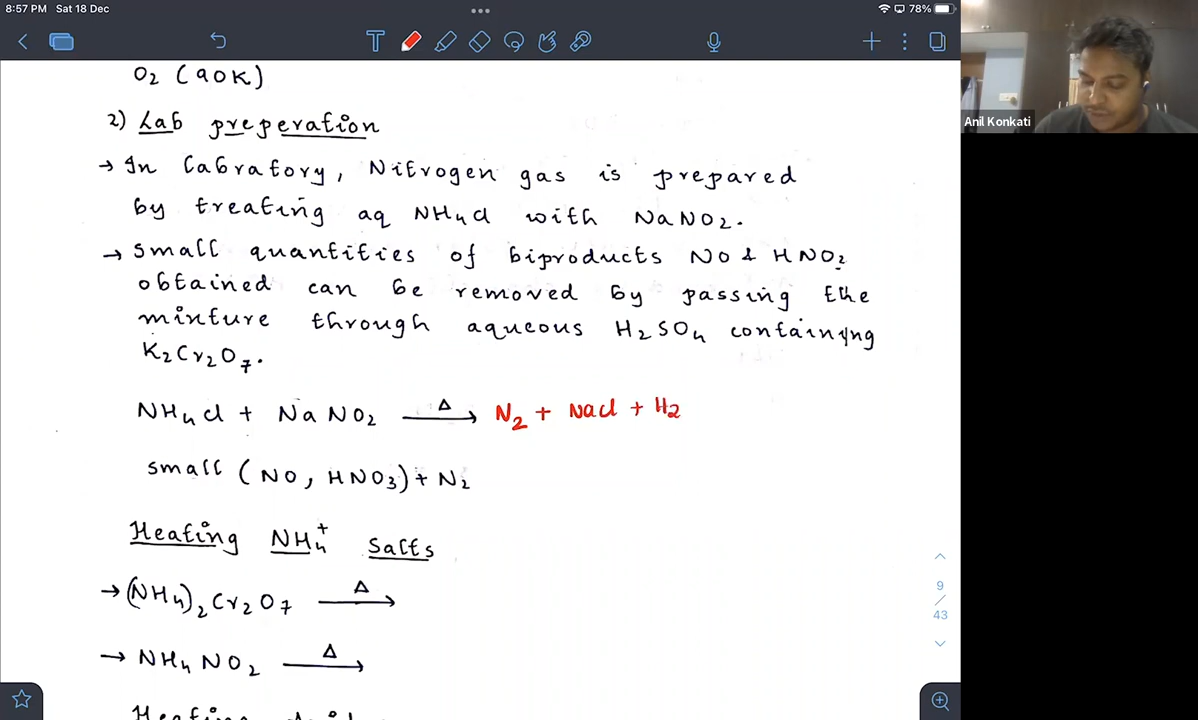 8:57 PM Sat 18 Dec
78%
Anil Konkati
O2 (90K)
2) Lab preperation
→ In Labratory, Nitrogen gas is prepared
by treating aq NH4Cl with NaNO2.
→ Small quantities of biproducts NO & HNO2
obtained can be removed by passing the
mixture through aqueous H2SO4 containing
K2Cr2O7.
NH4Cl + NaNO2 —Δ→ N2 + NaCl + H2
small (NO, HNO3) + N2
Heating NH4+ Salts
→ (NH4)2Cr2O7 —Δ→
→ NH4NO2 —Δ→
Heating
9
/
43